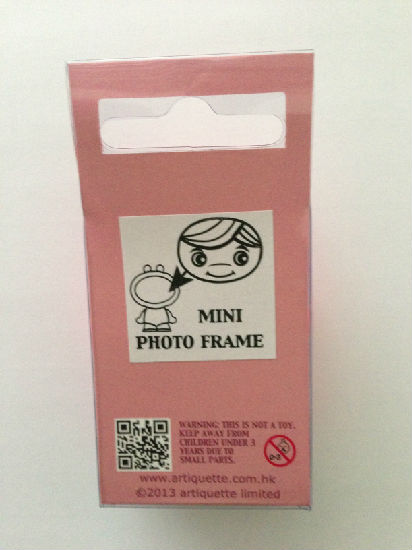 MINI
PHOTO FRAME
WARNING: THIS IS NOT A TOY.
KEEP AWAY FROM
CHILDREN UNDER 3
YEARS DUE TO
SMALL PARTS.
www.artiquette.com.hk
©2013 artiquette limited